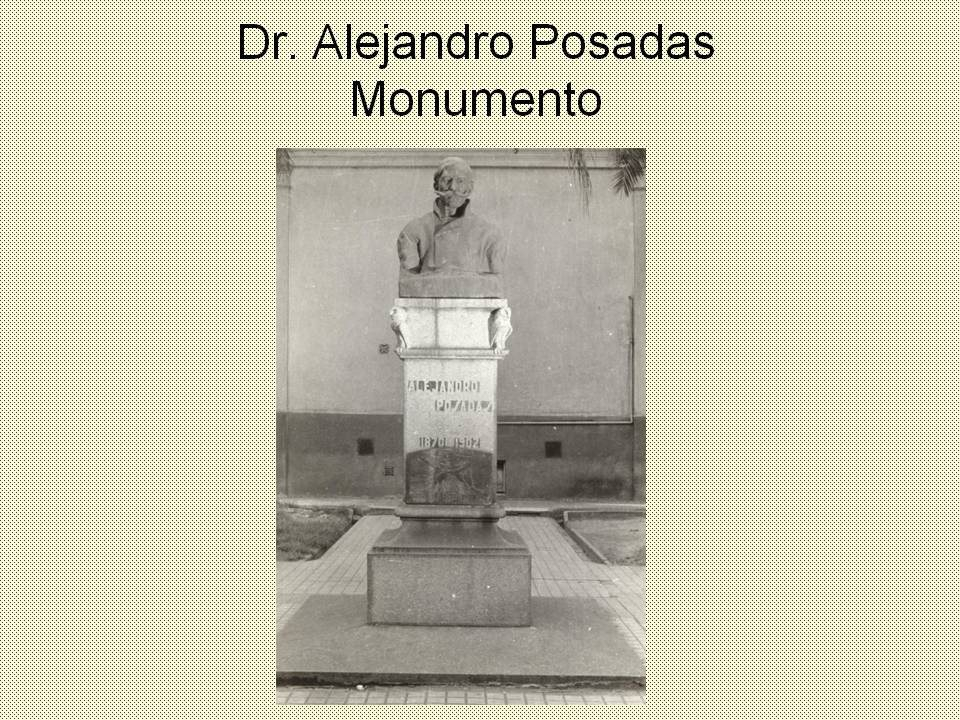 Dr. Alejandro Posadas
Monumento
ALEJANDRO
POSADAS
1870 1902